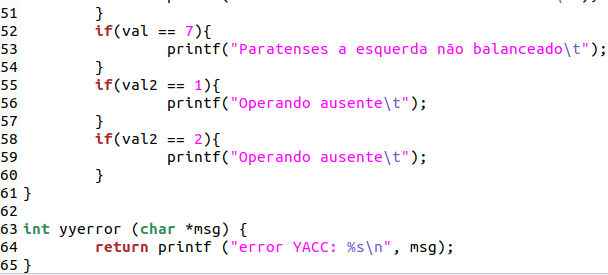 51 }
52 if(val == 7){
53 printf("Paratenses a esquerda não balanceado\t");
54 }
55 if(val2 == 1){
56 printf("Operando ausente\t");
57 }
58 if(val2 == 2){
59 printf("Operando ausente\t");
60 }
61 }
62
63 int yyerror (char *msg) {
64 return printf ("error YACC: %s\n", msg);
65 }